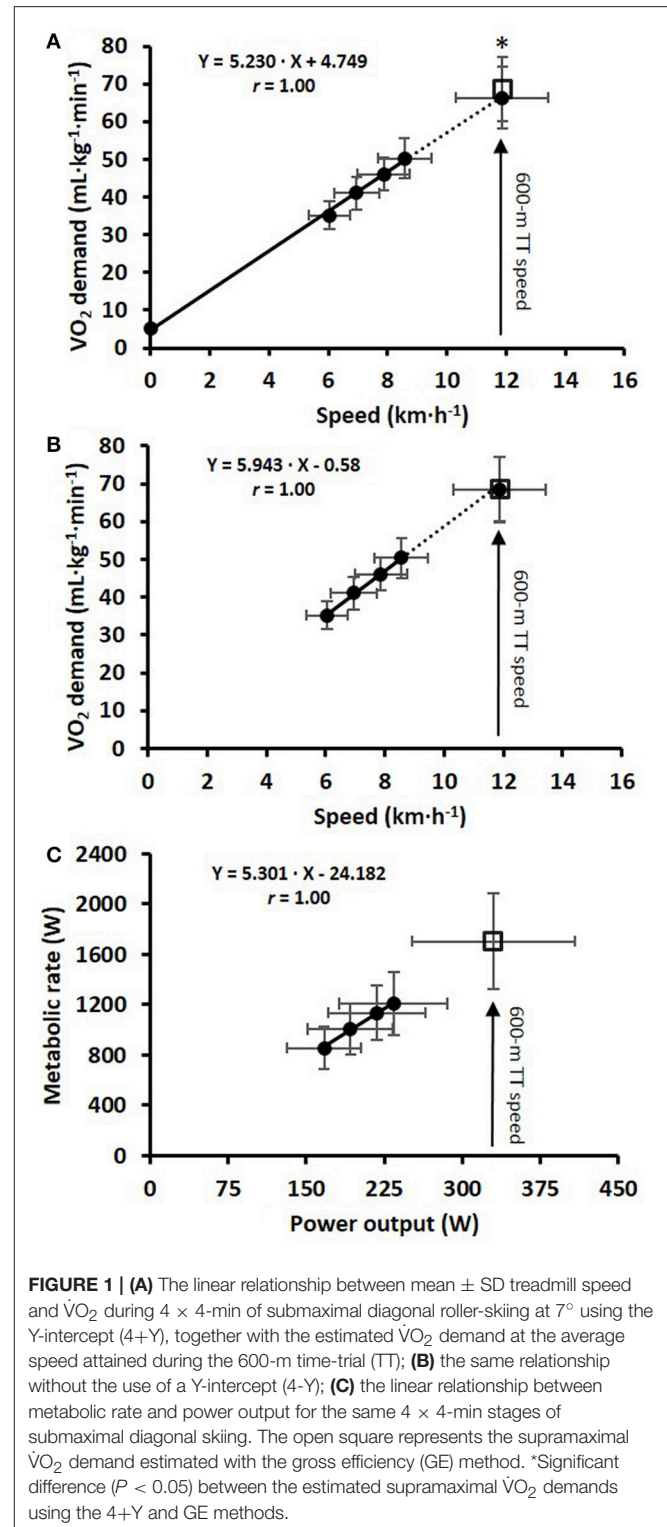 A
*
Y = 5.230 · X + 4.749
r = 1.00
80
70
60
50
40
30
20
10
0
VO₂ demand (mL·kg⁻¹·min⁻¹)
600-m TT speed
0 2 4 6 8 10 12 14 16
Speed (km·h⁻¹)
B
Y = 5.943 · X - 0.58
r = 1.00
80
70
60
50
40
30
20
10
0
VO₂ demand (mL·kg⁻¹·min⁻¹)
600-m TT speed
0 2 4 6 8 10 12 14 16
Speed (km·h⁻¹)
C
Y = 5.301 · X - 24.182
r = 1.00
2400
2000
1600
1200
800
400
0
Metabolic rate (W)
600-m TT speed
0 75 150 225 300 375 450
Power output (W)
FIGURE 1 | (A) The linear relationship between mean ± SD treadmill speed
and V̇O₂ during 4 × 4-min of submaximal diagonal roller-skiing at 7° using the
Y-intercept (4+Y), together with the estimated V̇O₂ demand at the average
speed attained during the 600-m time-trial (TT); (B) the same relationship
without the use of a Y-intercept (4-Y); (C) the linear relationship between
metabolic rate and power output for the same 4 × 4-min stages of
submaximal diagonal skiing. The open square represents the supramaximal
V̇O₂ demand estimated with the gross efficiency (GE) method. *Significant
difference (P < 0.05) between the estimated supramaximal V̇O₂ demands
using the 4+Y and GE methods.